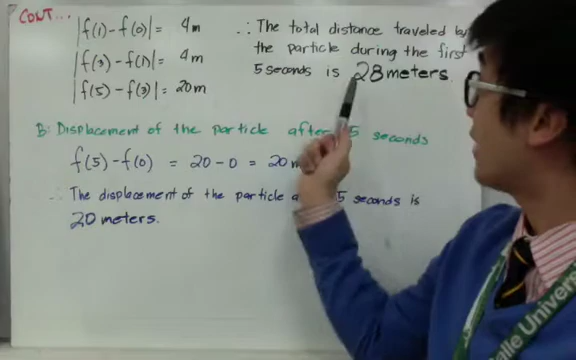 CONT...
|f(1)-f(0)| = 4m
|f(3)-f(1)| = 4m
|f(5)-f(3)| = 20m
∴ The total distance traveled by
the particle during the first
5 seconds is 28 meters.
B: Displacement of the particle after 5 seconds
f(5)-f(0) = 20-0 = 20
∴ The displacement of the particle 5 seconds is
20 meters.